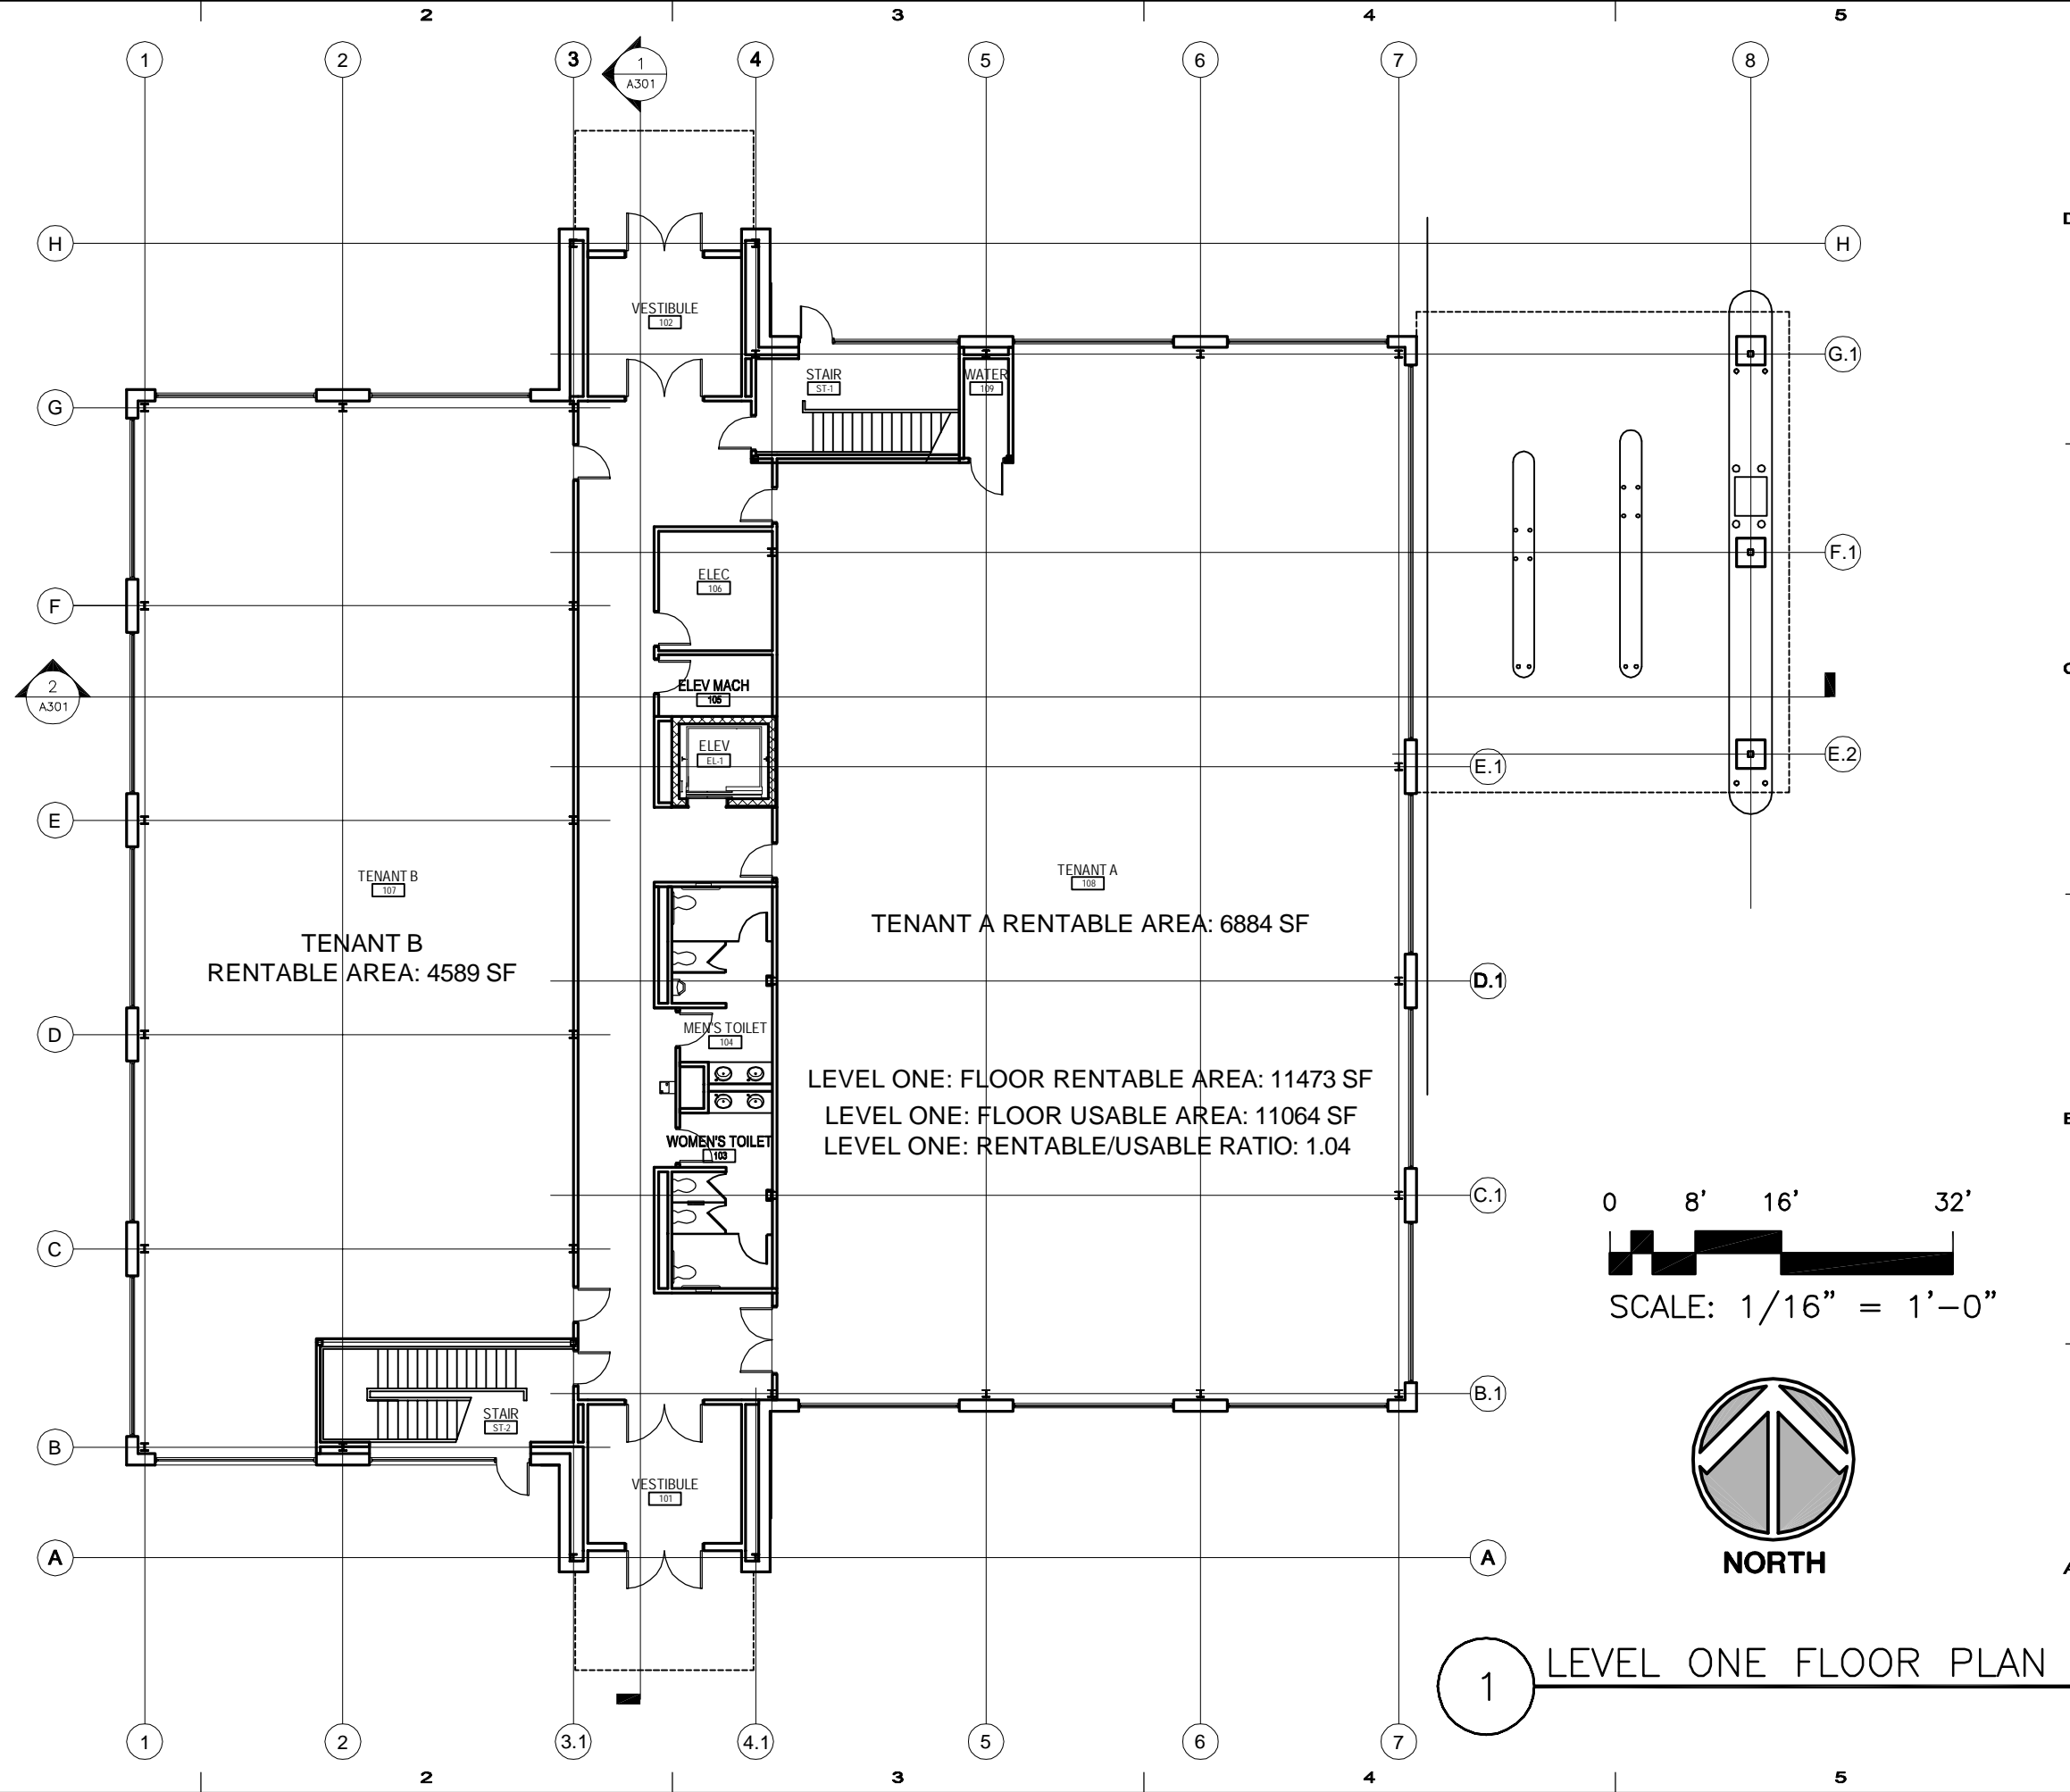 2 3 4 5
1 2 3 4 5 6 7 8
1
A301
H H
D
VESTIBULE
102
G.1
STAIR
ST-1
WATER
109
G
F.1
ELEC
106
F
2
A301
ELEV MACH
105
ELEV
EL-1
E.2
E.1
E
TENANT A
108
TENANT B
107
TENANT A RENTABLE AREA: 6884 SF
TENANT B
RENTABLE AREA: 4589 SF
D.1
D
MEN'S TOILET
104
LEVEL ONE: FLOOR RENTABLE AREA: 11473 SF
LEVEL ONE: FLOOR USABLE AREA: 11064 SF
LEVEL ONE: RENTABLE/USABLE RATIO: 1.04
WOMEN'S TOILET
103
C.1
0 8' 16' 32'
C
SCALE: 1/16" = 1'-0"
B.1
STAIR
ST-2
B
VESTIBULE
101
A A
NORTH
1 LEVEL ONE FLOOR PLAN
1 2 3.1 4.1 5 6 7
2 3 4 5